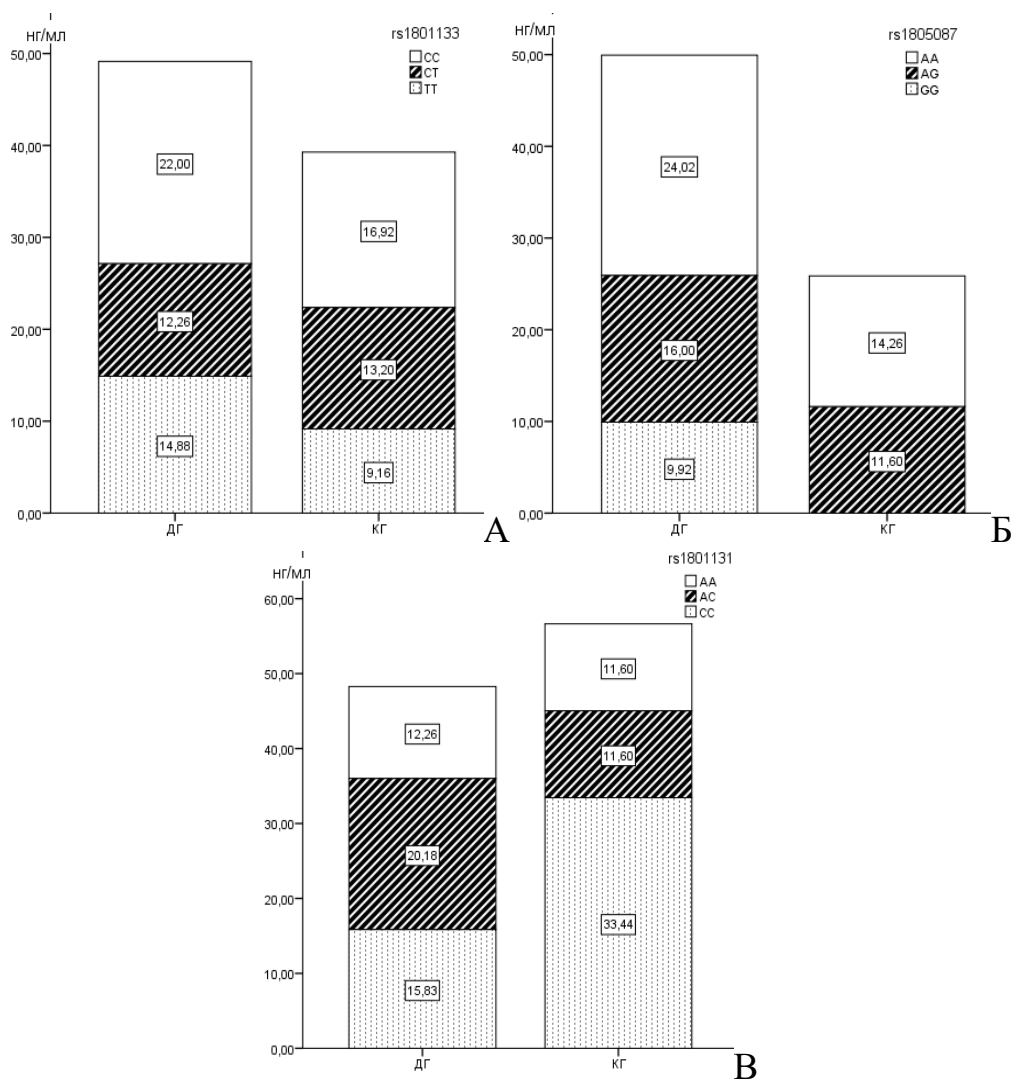 нг/мл
rs1801133
CC
CT
TT
50,00
40,00
30,00
20,00
10,00
0,00
22,00
12,26
14,88
16,92
13,20
9,16
ДГ
КГ
А
нг/мл
rs1805087
AA
AG
GG
50,00
40,00
30,00
20,00
10,00
0,00
24,02
16,00
9,92
14,26
11,60
ДГ
КГ
Б
нг/мл
rs1801131
AA
AC
CC
60,00
50,00
40,00
30,00
20,00
10,00
0,00
12,26
20,18
15,83
11,60
11,60
33,44
ДГ
КГ
В